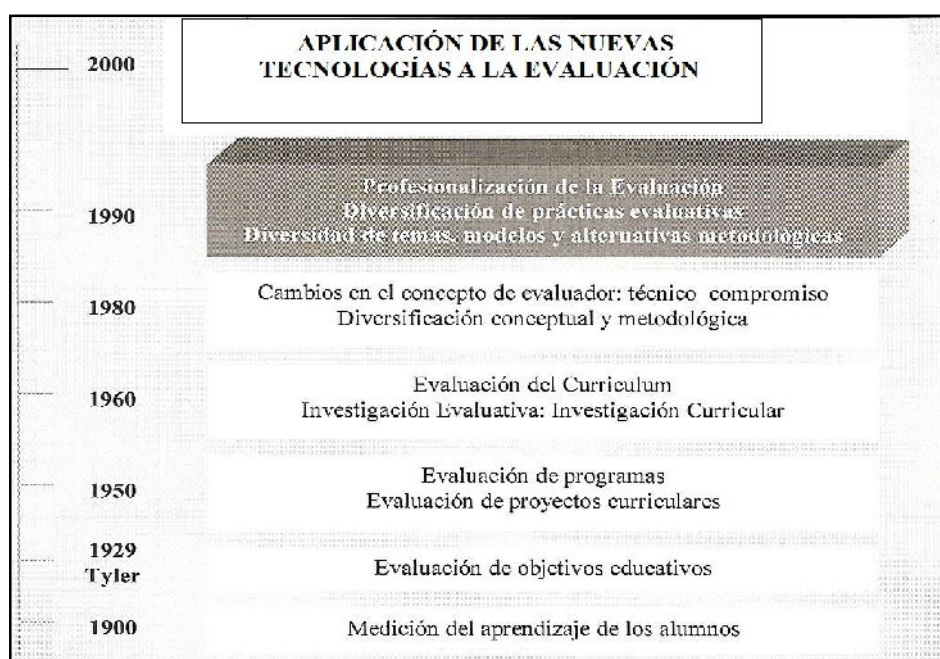 APLICACIÓN DE LAS NUEVAS
TECNOLOGÍAS A LA EVALUACIÓN
2000
Profesionalización de la Evaluación
Diversificación de prácticas evaluativas
Diversidad de temas, modelos y alternativas metodológicas
1990
Cambios en el concepto de evaluador: técnico compromiso
Diversificación conceptual y metodológica
1980
Evaluación del Curriculum
Investigación Evaluativa: Investigación Curricular
1960
Evaluación de programas
Evaluación de proyectos curriculares
1950
1929
Tyler
Evaluación de objetivos educativos
1900
Medición del aprendizaje de los alumnos